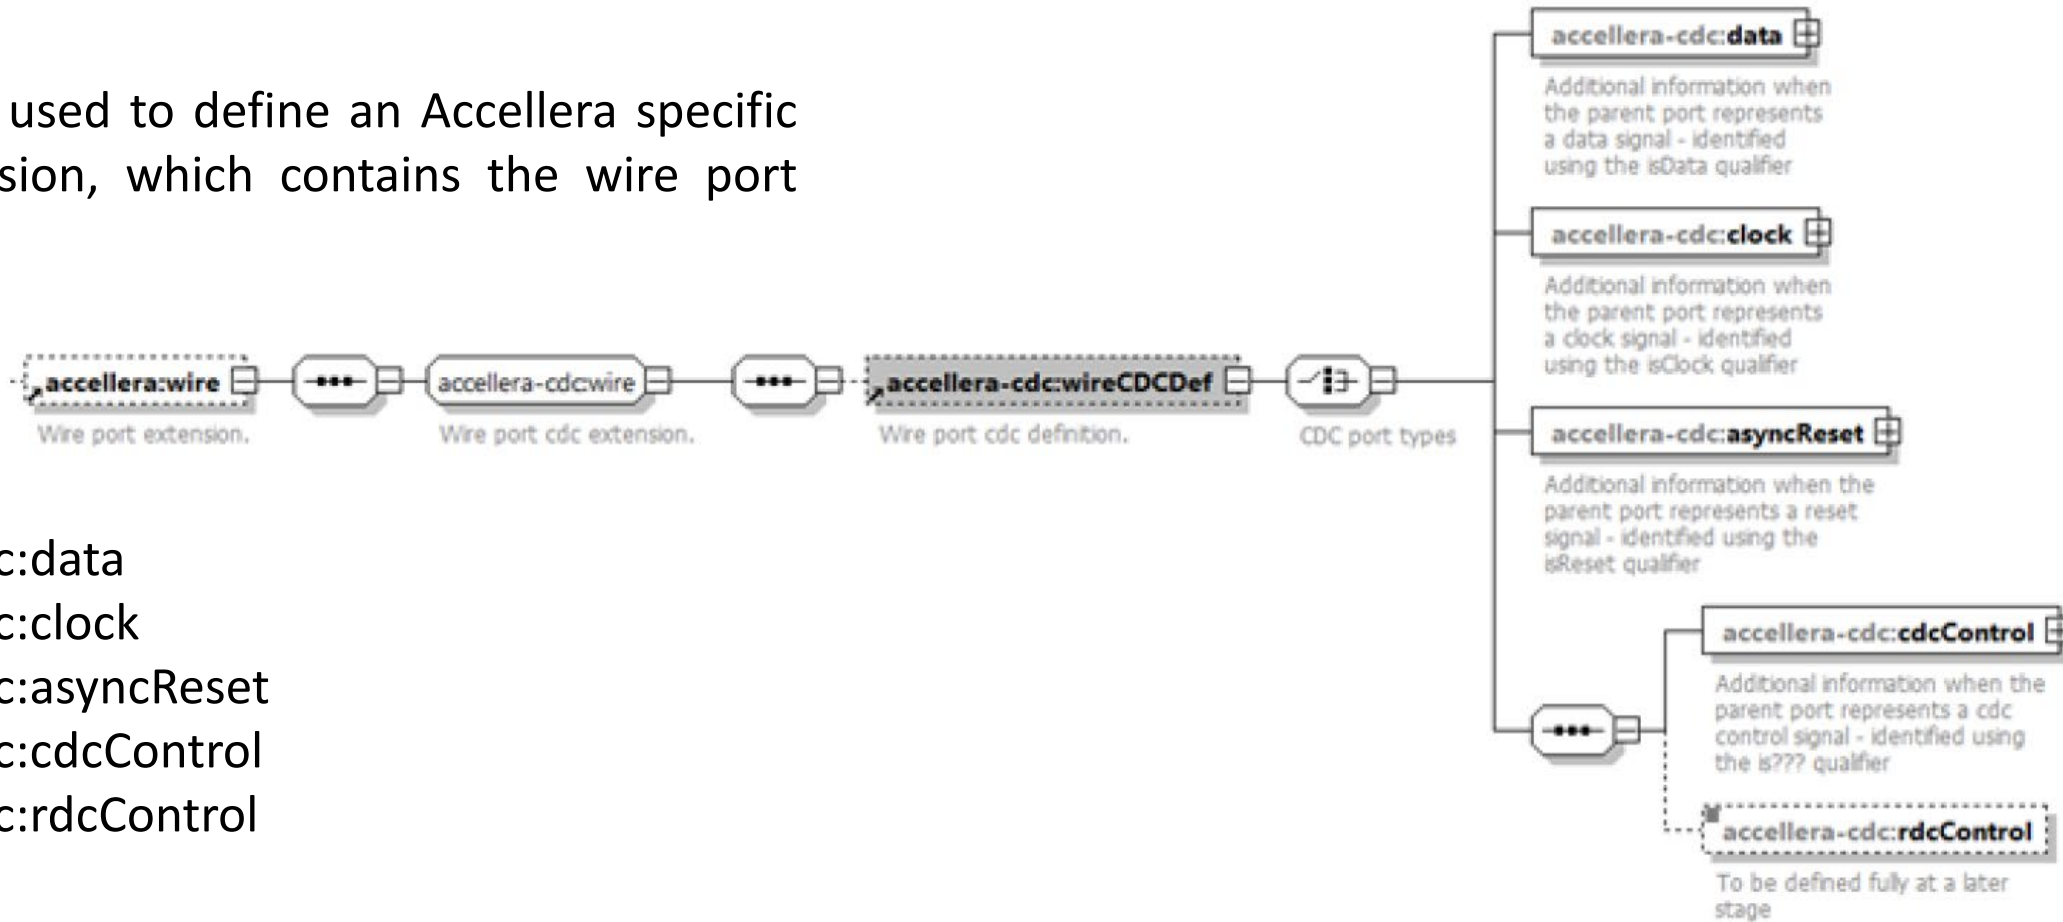 used to define an Accellera specific
sion, which contains the wire port
accellera:wire
Wire port extension.
accellera-cdc:wire
Wire port cdc extension.
accellera-cdc:wireCDCDef
Wire port cdc definition.
CDC port types
accellera-cdc:data
Additional information when
the parent port represents
a data signal - identified
using the isData qualifier
accellera-cdc:clock
Additional information when
the parent port represents
a clock signal - identified
using the isClock qualifier
accellera-cdc:asyncReset
Additional information when the
parent port represents a reset
signal - identified using the
isReset qualifier
accellera-cdc:cdcControl
Additional information when the
parent port represents a cdc
control signal - identified using
the is??? qualifier
accellera-cdc:rdcControl
To be defined fully at a later
stage
c:data
c:clock
c:asyncReset
c:cdcControl
c:rdcControl